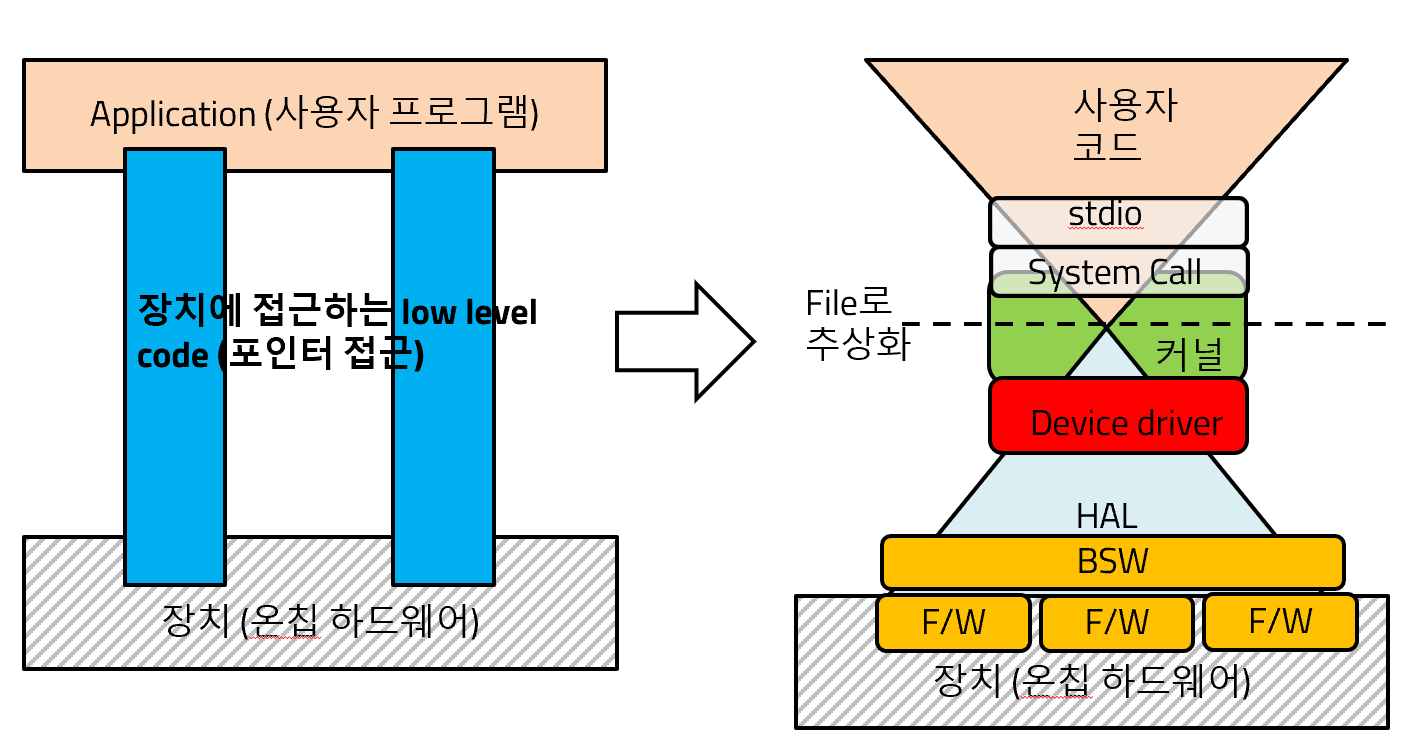 Application (사용자 프로그램)
장치에 접근하는 low level
code (포인터 접근)
장치 (온칩 하드웨어)
사용자
코드
stdio
System Call
File로
추상화
커널
Device driver
HAL
BSW
F/W
F/W
F/W
장치 (온칩 하드웨어)